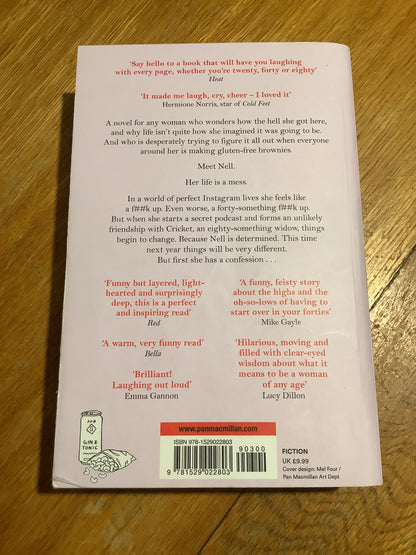 'Say hello to a book that will have you laughing
with every page, whether you're twenty, forty or eighty'
Heat
'It made me laugh, cry, cheer – I loved it'
Hermione Norris, star of Cold Feet
A novel for any woman who wonders how the hell she got here,
and why life isn't quite how she imagined it was going to be.
And who is desperately trying to figure it all out when everyone
around her is making gluten-free brownies.
Meet Nell.
Her life is a mess.
In a world of perfect Instagram lives she feels like
a f##k up. Even worse, a forty-something f##k up.
But when she starts a secret podcast and forms an unlikely
friendship with Cricket, an eighty-something widow, things
begin to change. Because Nell is determined. This time
next year things will be very different.
But first she has a confession . . .
'Funny but layered, light-
hearted and surprisingly
deep, this is a perfect
and inspiring read'
Red
'A warm, very funny read'
Bella
'Brilliant!
Laughing out loud'
Emma Gannon
'A funny, feisty story
about the highs and the
oh-so-lows of having to
start over in your forties'
Mike Gayle
'Hilarious, moving and
filled with clear-eyed
wisdom about what it
means to be a woman
of any age'
Lucy Dillon
GIN &
TONIC
www.panmacmillan.com
ISBN 978-1529022803
90300
9 781529 022803
FICTION
UK £9.99
Cover design: Mel Four /
Pan Macmillan Art Dept